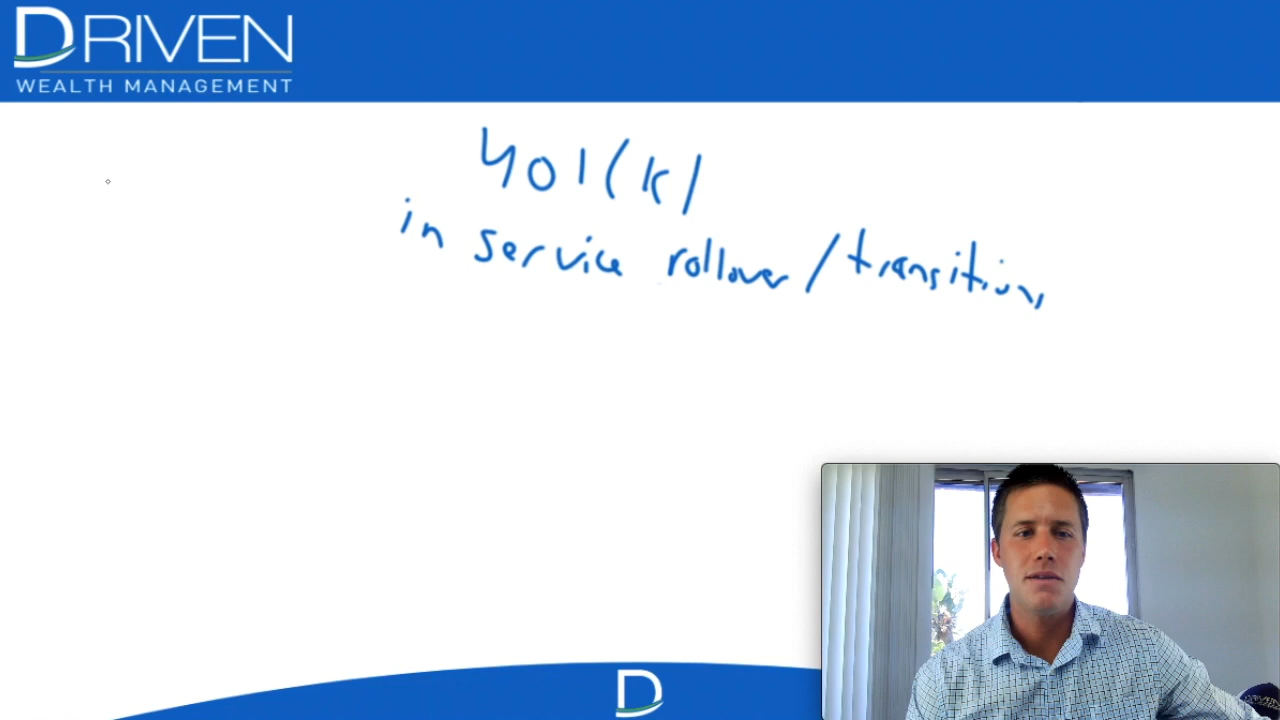 DRIVEN
WEALTH MANAGEMENT
401(k)
in service rollover/transition,
D